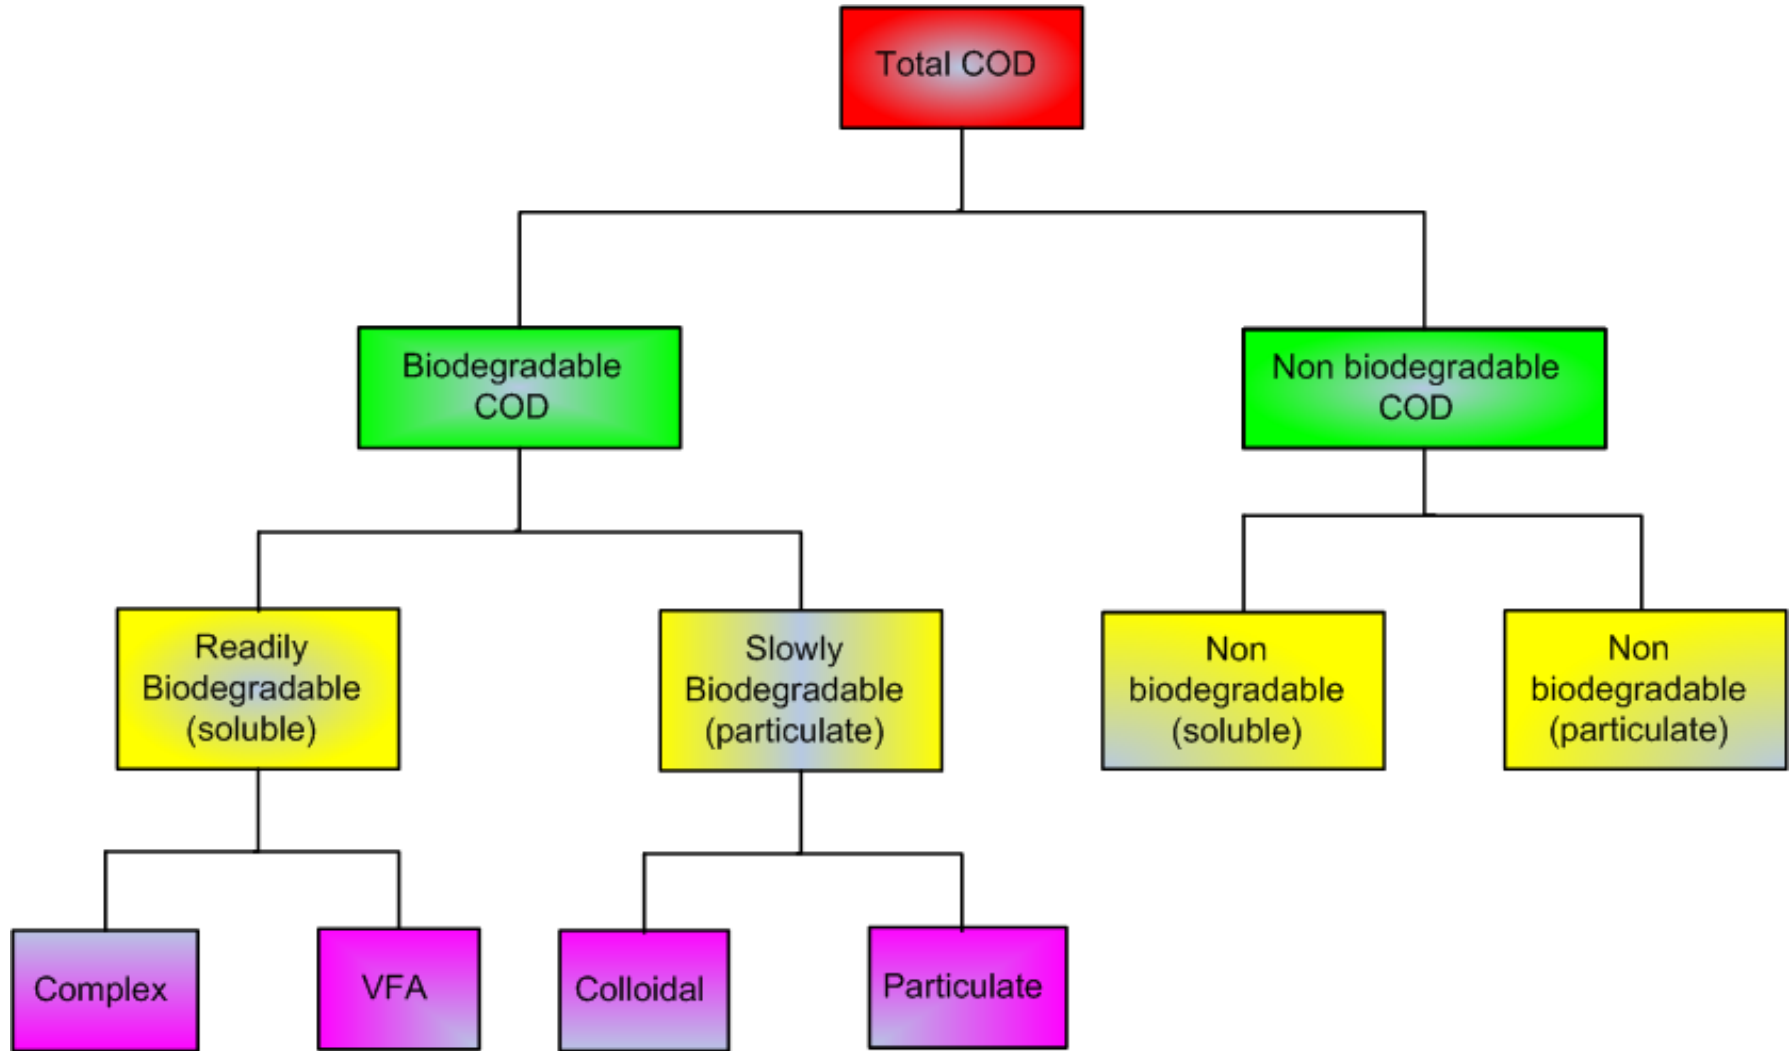 Total COD
Biodegradable
COD
Non biodegradable
COD
Readily
Biodegradable
(soluble)
Slowly
Biodegradable
(particulate)
Non
biodegradable
(soluble)
Non
biodegradable
(particulate)
Complex
VFA
Colloidal
Particulate